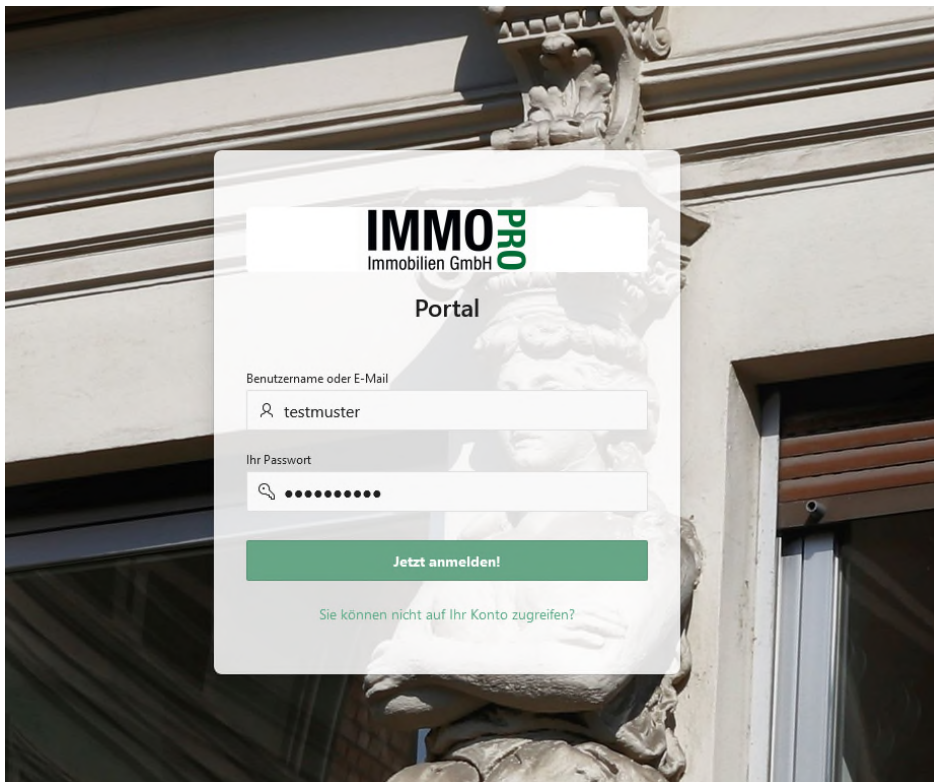 IMMO PRO
Immobilien GmbH
Portal
Benutzername oder E-Mail
testmuster
Ihr Passwort
••••••••••
Jetzt anmelden!
Sie können nicht auf Ihr Konto zugreifen?